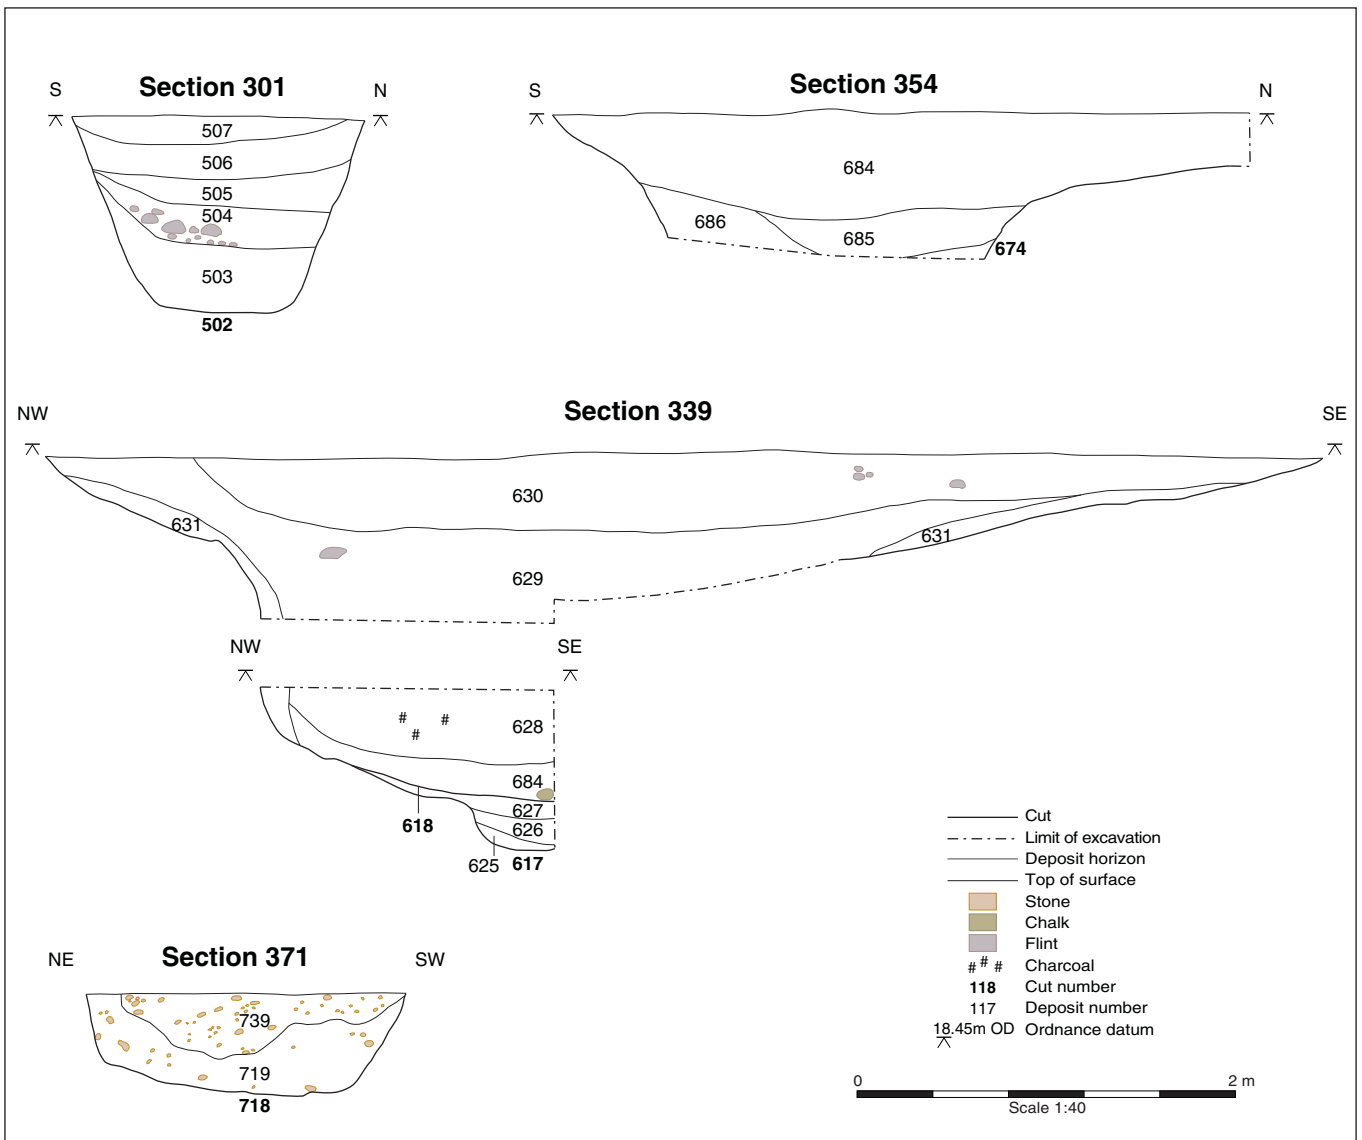 Section 301
S
N
507
506
505
504
503
502
Section 354
S
N
684
686
685
674
Section 339
NW
SE
630
631
631
629
NW
SE
# # #
628
684
627
618
626
625
617
Section 371
NE
SW
739
719
718
Cut
Limit of excavation
Deposit horizon
Top of surface
Stone
Chalk
Flint
# # # Charcoal
118 Cut number
117 Deposit number
18.45m OD Ordnance datum
0 2 m
Scale 1:40